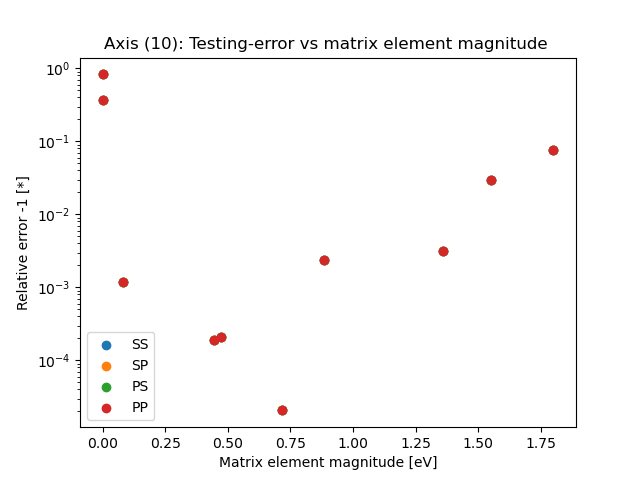 Axis (10): Testing-error vs matrix element magnitude
Relative error -1 [*]
10⁰
10⁻¹
10⁻²
10⁻³
10⁻⁴
SS
SP
PS
PP
0.00 0.25 0.50 0.75 1.00 1.25 1.50 1.75
Matrix element magnitude [eV]